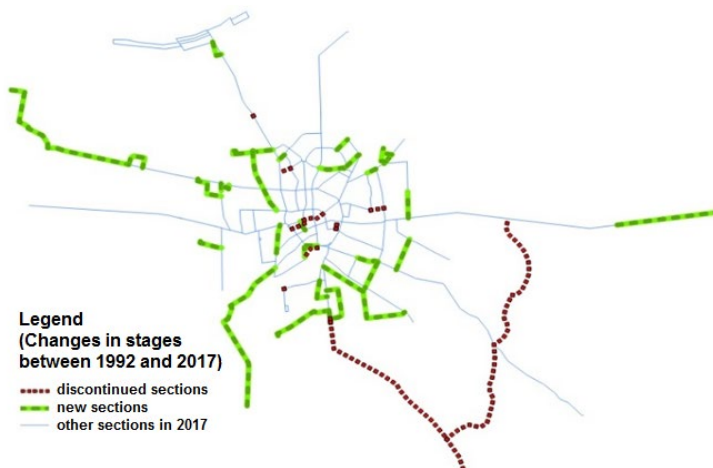 Legend
(Changes in stages
between 1992 and 2017)
discontinued sections
new sections
other sections in 2017